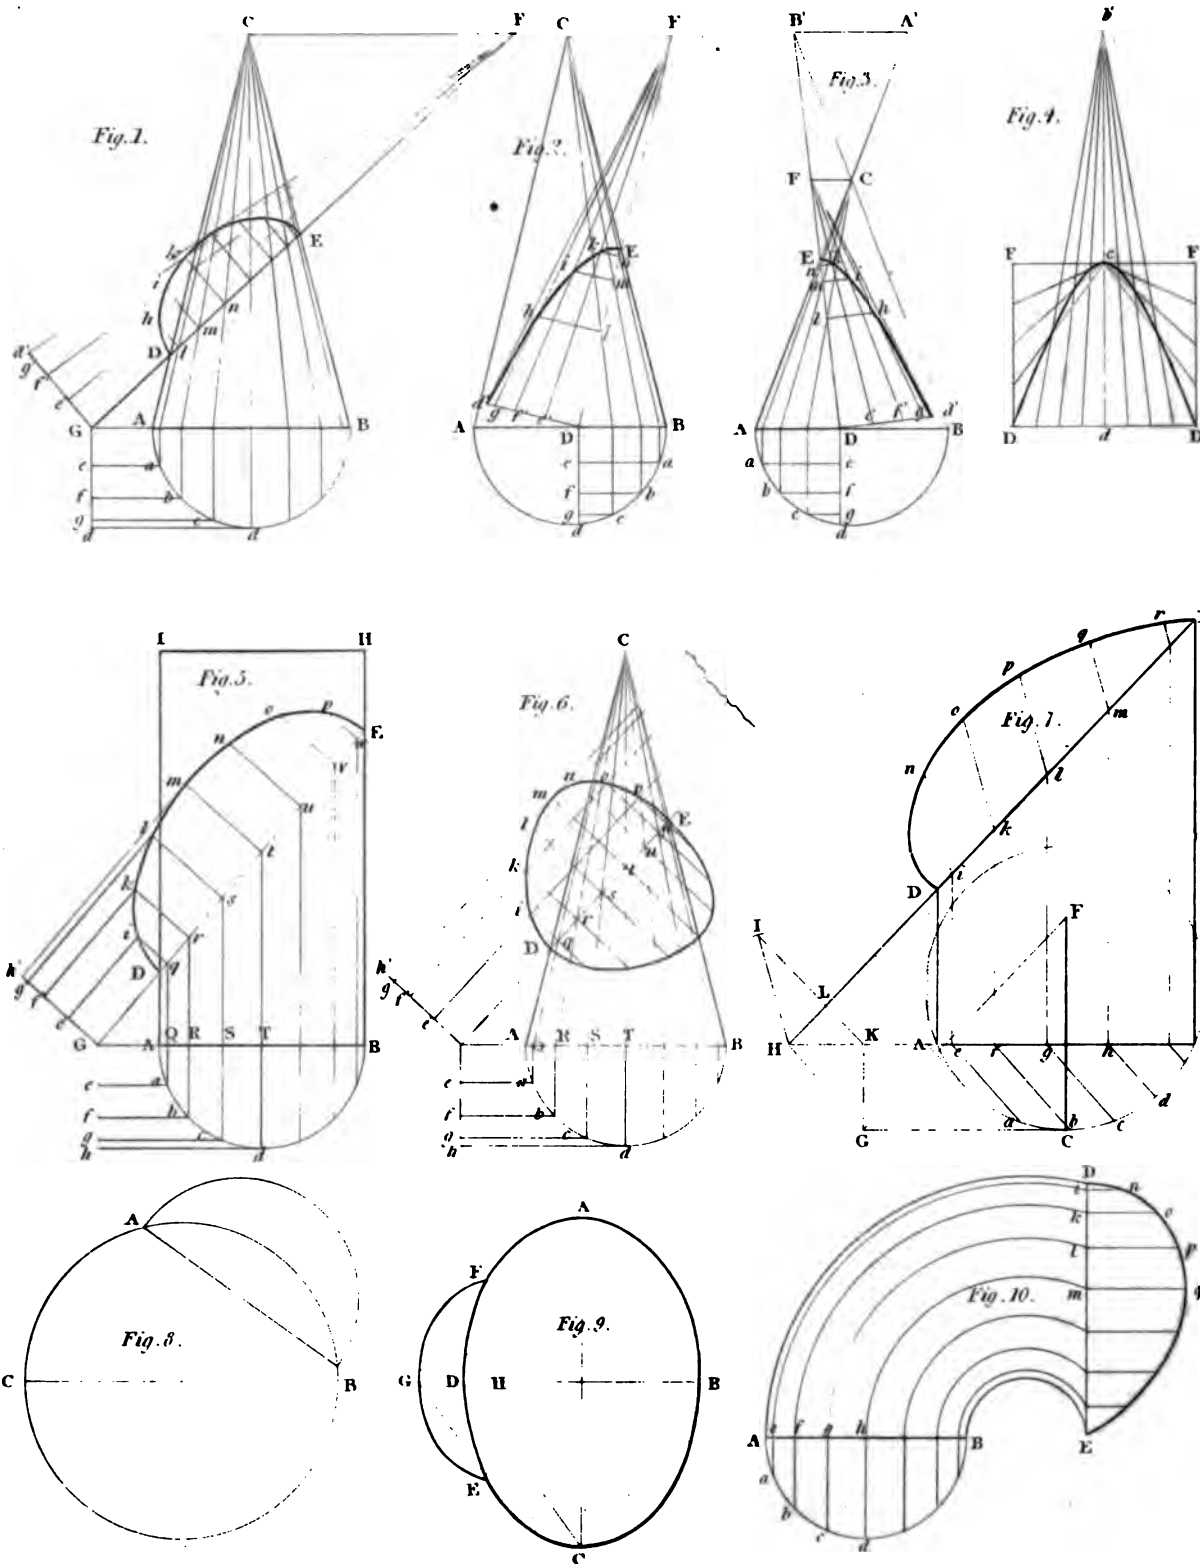 Fig. 1.
C F
k E
i
h n
m
D l
d' g f' e
G A B
e a
f b
g c
d d
Fig. 2.
C F
k E
i m
h l
d' g f' e'
A D B
e a
f b
g c
d
Fig. 3.
B' A'
F C
E
n k
m i
l h
e f' g d'
A D B
a e
b f
c g
d
Fig. 4.
b'
F e F
D d D
Fig. 5.
I H
o p E
n w
m v
u
l t
k s
i r
D q
h' g f e
G A Q R S T B
e a
f b
g c
h d
Fig. 6.
C
n o p
m E
l w
u
k t
s
i r
D q
h' g f' e
A Q R S T B
e a
f b
g c
h d
Fig. 7.
r
q
p
o m
n l
k
D i
F
I
L
H K A e f g h
d
a b c
G C
Fig. 8.
A
C B
Fig. 9.
A
F
G D H B
E
C
Fig. 10.
D
i n
k o
l p
m q
A e f g h B E
a
b
c d